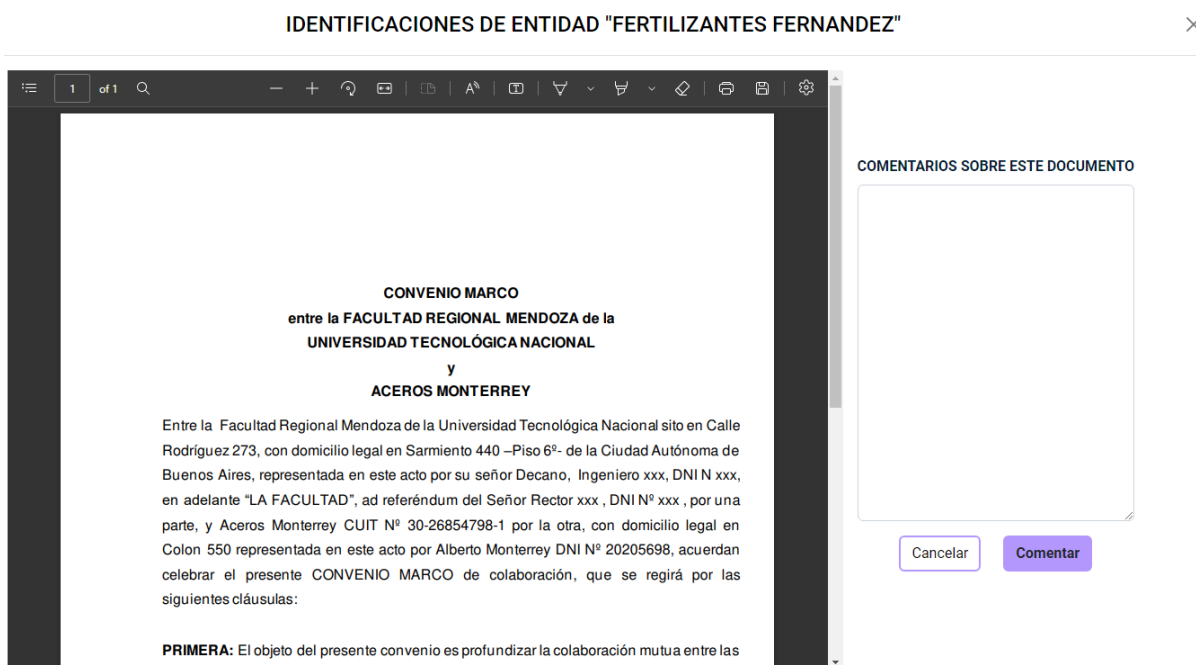 IDENTIFICACIONES DE ENTIDAD "FERTILIZANTES FERNANDEZ"
1 of 1
COMENTARIOS SOBRE ESTE DOCUMENTO
CONVENIO MARCO
entre la FACULTAD REGIONAL MENDOZA de la
UNIVERSIDAD TECNOLÓGICA NACIONAL
y
ACEROS MONTERREY
Entre la Facultad Regional Mendoza de la Universidad Tecnológica Nacional sito en Calle
Rodríguez 273, con domicilio legal en Sarmiento 440 –Piso 6º- de la Ciudad Autónoma de
Buenos Aires, representada en este acto por su señor Decano, Ingeniero xxx, DNI N xxx,
en adelante “LA FACULTAD”, ad referéndum del Señor Rector xxx , DNI Nº xxx , por una
parte, y Aceros Monterrey CUIT Nº 30-26854798-1 por la otra, con domicilio legal en
Colon 550 representada en este acto por Alberto Monterrey DNI Nº 20205698, acuerdan
celebrar el presente CONVENIO MARCO de colaboración, que se regirá por las
siguientes cláusulas:
PRIMERA: El objeto del presente convenio es profundizar la colaboración mutua entre las
Cancelar
Comentar